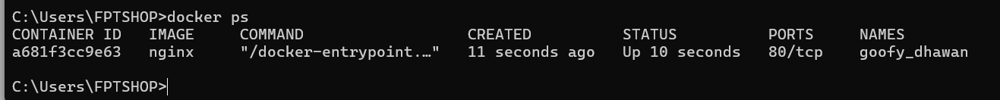 C:\Users\FPTSHOP>docker ps
CONTAINER ID   IMAGE     COMMAND                  CREATED          STATUS          PORTS     NAMES
a681f3cc9e63   nginx     "/docker-entrypoint.…"   11 seconds ago   Up 10 seconds   80/tcp    goofy_dhawan
C:\Users\FPTSHOP>